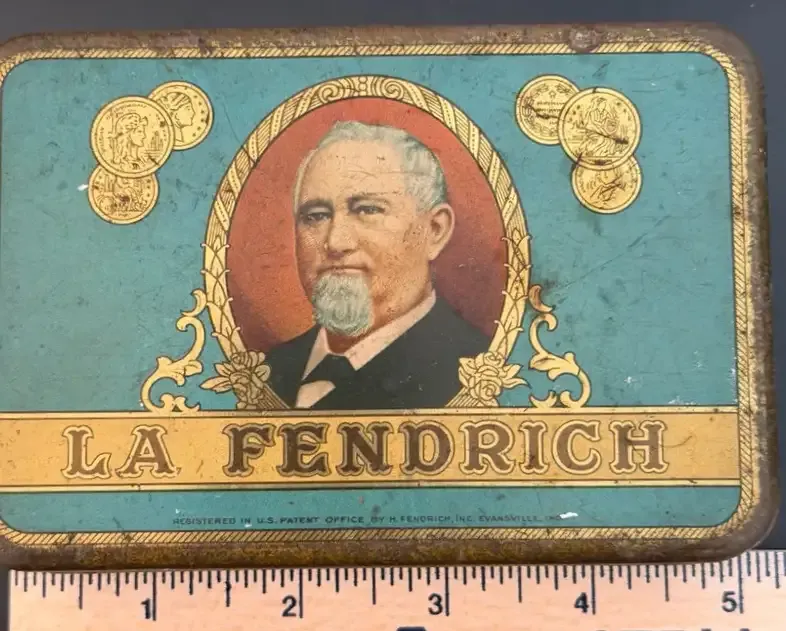 LA FENDRICH
REGISTERED IN U.S. PATENT OFFICE BY H. FENDRICH, INC. EVANSVILLE, IND.
1 2 3 4 5